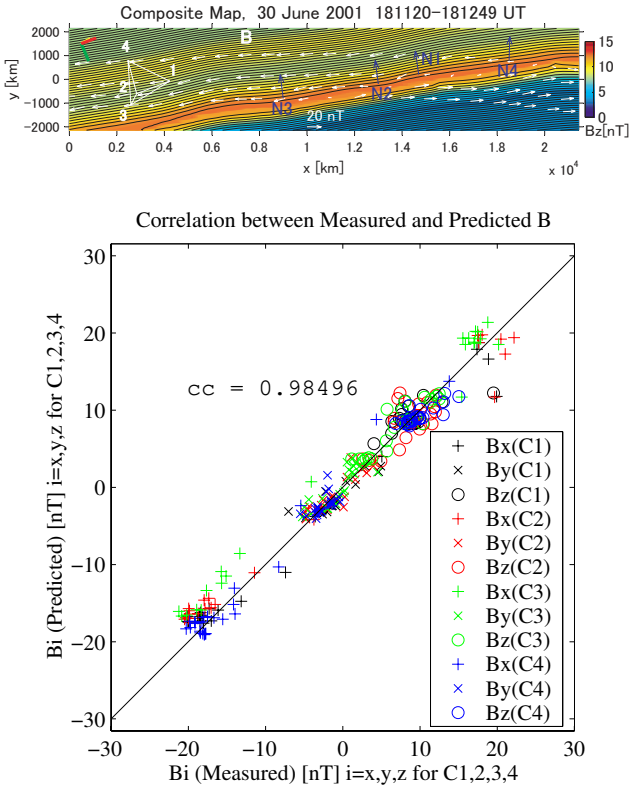 Composite Map, 30 June 2001 181120-181249 UT
2000
1000
0
-1000
-2000
y [km]
4
B
1
2
3
N1
N2
N3
N4
20 nT
15
10
5
0
Bz[nT]
0 0.2 0.4 0.6 0.8 1 1.2 1.4 1.6 1.8 2
x [km]
x 10^4
Correlation between Measured and Predicted B
30
20
10
0
−10
−20
−30
Bi (Predicted) [nT] i=x,y,z for C1,2,3,4
cc = 0.98496
Bx(C1)
By(C1)
Bz(C1)
Bx(C2)
By(C2)
Bz(C2)
Bx(C3)
By(C3)
Bz(C3)
Bx(C4)
By(C4)
Bz(C4)
−30 −20 −10 0 10 20 30
Bi (Measured) [nT] i=x,y,z for C1,2,3,4